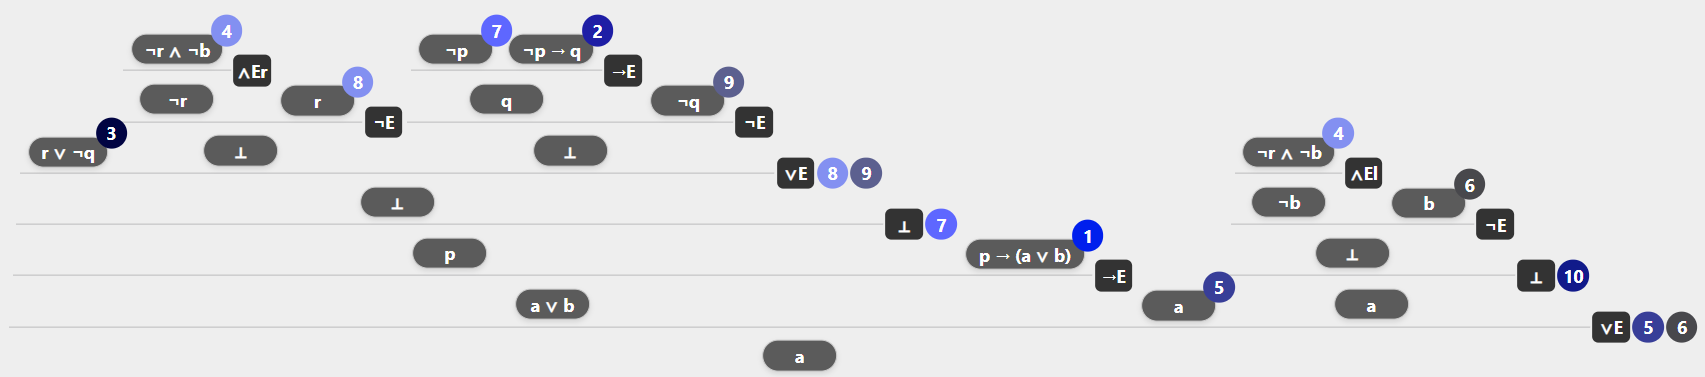 ¬r ∧ ¬b 4 ¬p 7 ¬p → q 2
∧Er →E
¬r r 8 q ¬q 9
¬E ¬E
r ∨ ¬q 3 ⊥ ⊥ ¬r ∧ ¬b 4
∨E 8 9 ∧El
⊥ ¬b b 6
⊥ 7 ¬E
p p → (a ∨ b) 1 ⊥
→E ⊥ 10
a ∨ b a 5 a
∨E 5 6
a